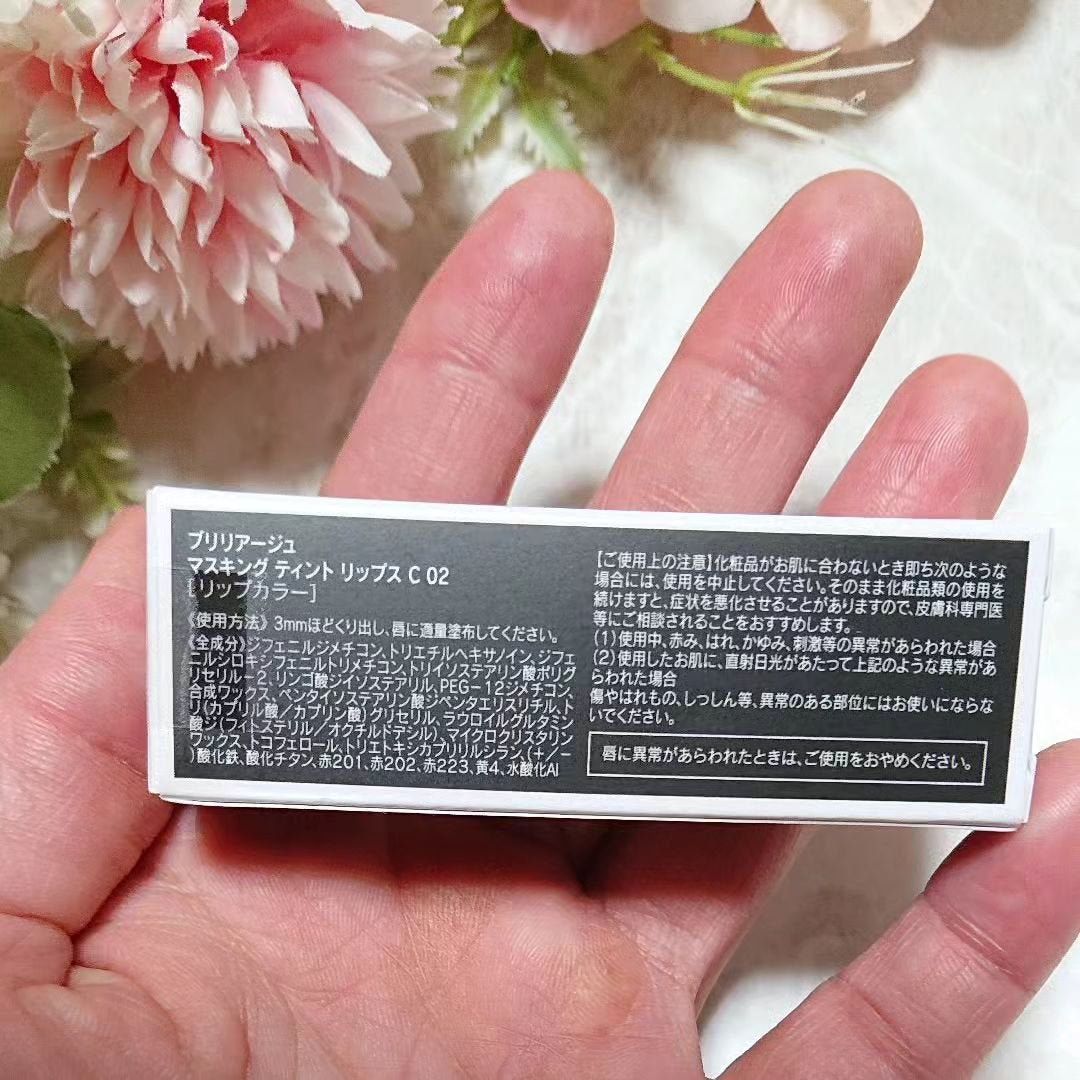 ブリリアージュ
マスキング ティント リップス C 02
[リップカラー]
《使用方法》 3mmほどくり出し、唇に適量塗布してください。
《全成分》ジフェニルジメチコン、トリエチルヘキサノイン、ジフェ
ニルシロキシフェニルトリメチコン、トリイソステアリン酸ポリグ
リセリル-2、リンゴ酸ジイソステアリル、PEG-12ジメチコン、
合成ワックス、ペンタイソステアリン酸ジペンタエリスリチル、ト
リ(カプリル酸/カプリン酸)グリセリル、ラウロイルグルタミン
酸ジ(フィトステリル/オクチルドデシル)、マイクロクリスタリン
ワックス、トコフェロール、トリエトキシカプリリルシラン、(+/-
)酸化鉄、酸化チタン、赤201、赤202、赤223、黄4、水酸化Al
【ご使用上の注意】化粧品がお肌に合わないとき即ち次のような
場合には、使用を中止してください。そのまま化粧品類の使用を
続けますと、症状を悪化させることがありますので、皮膚科専門医
等にご相談されることをおすすめします。
(1)使用中、赤み、はれ、かゆみ、刺激等の異常があらわれた場合
(2)使用したお肌に、直射日光があたって上記のような異常があ
らわれた場合
傷やはれもの、しっしん等、異常のある部位にはお使いにならな
いでください。
唇に異常があらわれたときは、ご使用をおやめください。